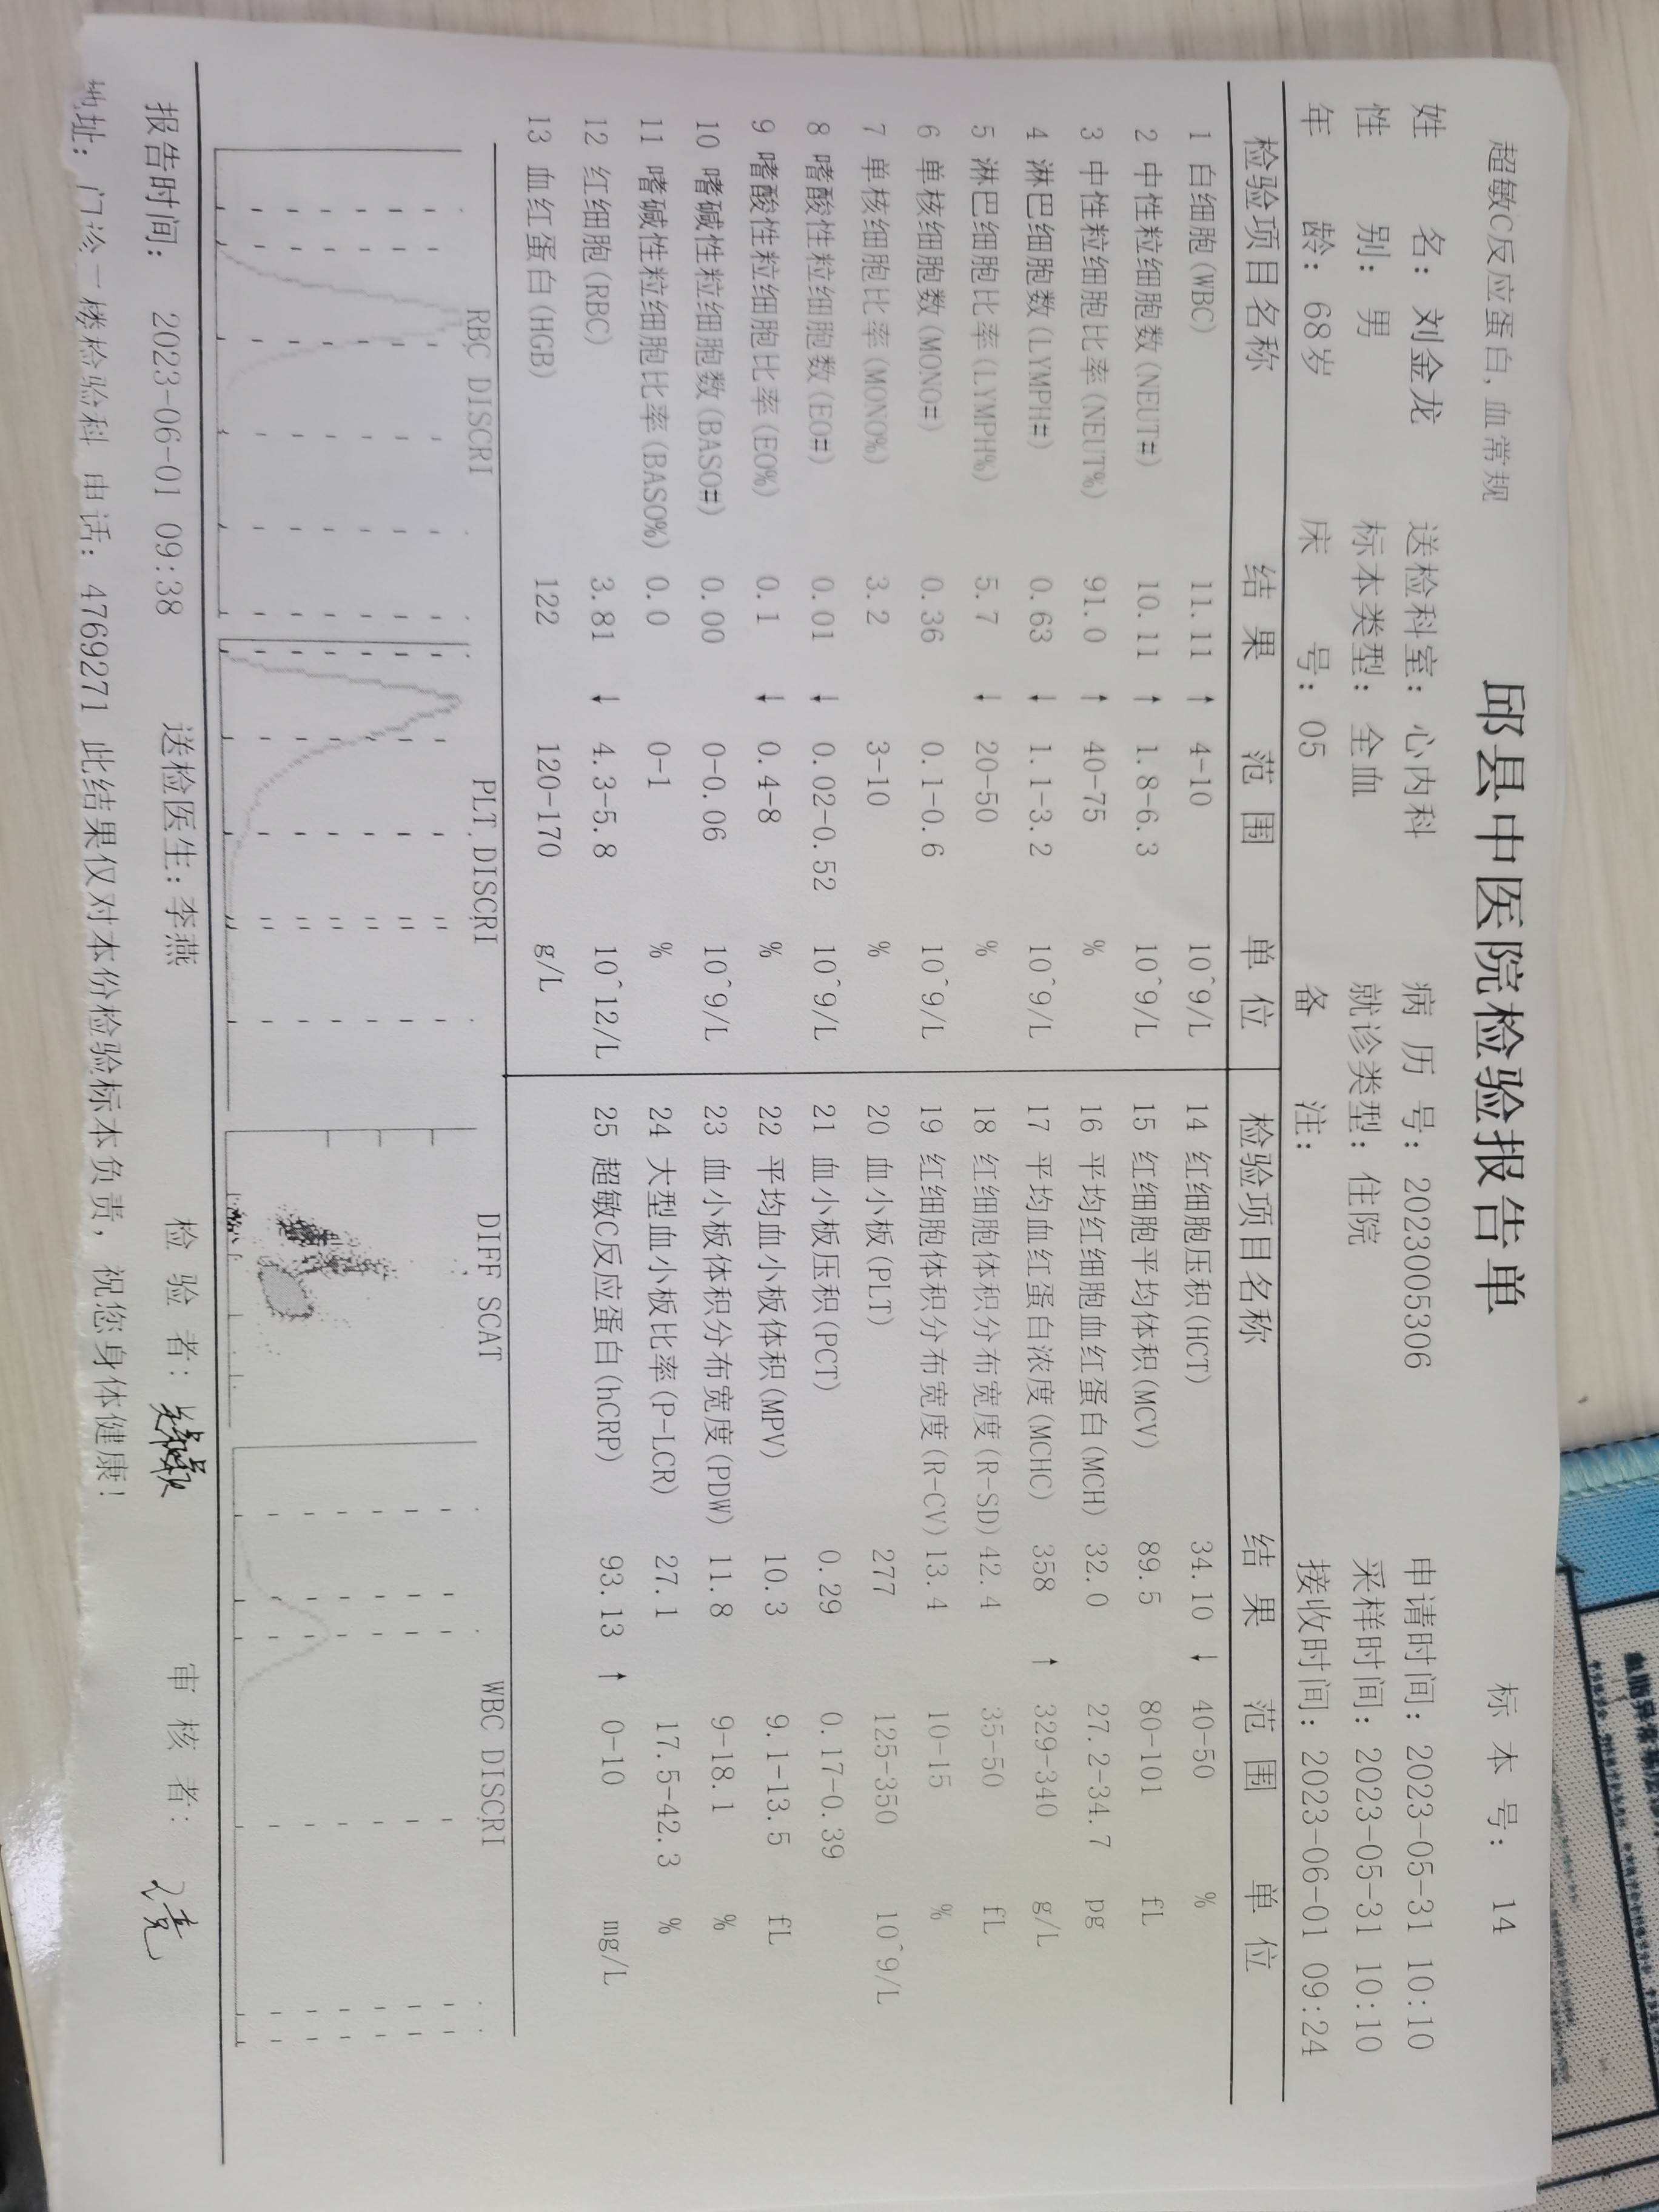 邱县中医院检验报告单
超敏C反应蛋白,血常规 标 本 号: 14
姓 名: 刘金龙 送检科室: 心内科 病 历 号: 2023005306 申请时间: 2023-05-31 10:10
性 别: 男 标本类型: 全血 就诊类型: 住院 采样时间: 2023-05-31 10:10
年 龄: 68岁 床 号: 05 备 注: 接收时间: 2023-06-01 09:24
检验项目名称 结 果 范 围 单 位 检验项目名称 结 果 范 围 单 位
1 白细胞(WBC) 11.11 ↑ 4-10 10^9/L 14 红细胞压积(HCT) 34.10 ↓ 40-50 %
2 中性粒细胞数(NEUT#) 10.11 ↑ 1.8-6.3 10^9/L 15 红细胞平均体积(MCV) 89.5 80-101 fL
3 中性粒细胞比率(NEUT%) 91.0 ↑ 40-75 % 16 平均红细胞血红蛋白(MCH) 32.0 27.2-34.7 pg
4 淋巴细胞数(LYMPH#) 0.63 ↓ 1.1-3.2 10^9/L 17 平均血红蛋白浓度(MCHC) 358 ↑ 329-340 g/L
5 淋巴细胞比率(LYMPH%) 5.7 ↓ 20-50 % 18 红细胞体积分布宽度(R-SD) 42.4 35-50 fL
6 单核细胞数(MONO#) 0.36 0.1-0.6 10^9/L 19 红细胞体积分布宽度(R-CV) 13.4 10-15 %
7 单核细胞比率(MONO%) 3.2 3-10 % 20 血小板(PLT) 277 125-350 10^9/L
8 嗜酸性粒细胞数(EO#) 0.01 ↓ 0.02-0.52 10^9/L 21 血小板压积(PCT) 0.29 0.17-0.39
9 嗜酸性粒细胞比率(EO%) 0.1 ↓ 0.4-8 % 22 平均血小板体积(MPV) 10.3 9.1-13.5 fL
10 嗜碱性粒细胞数(BASO#) 0.00 0-0.06 10^9/L 23 血小板体积分布宽度(PDW) 11.8 9-18.1 %
11 嗜碱性粒细胞比率(BASO%) 0.0 0-1 % 24 大型血小板比率(P-LCR) 27.1 17.5-42.3 %
12 红细胞(RBC) 3.81 ↓ 4.3-5.8 10^12/L 25 超敏C反应蛋白(hCRP) 93.13 ↑ 0-10 mg/L
13 血红蛋白(HGB) 122 120-170 g/L
RBC DISCRI PLT DISCRI DIFF SCAT WBC DISCRI
报告时间: 2023-06-01 09:38 送检医生: 李燕 检 验 者: 审 核 者:
地址: 门诊一楼检验科 电话: 4769271 此结果仅对本份检验标本负责, 祝您身体健康!